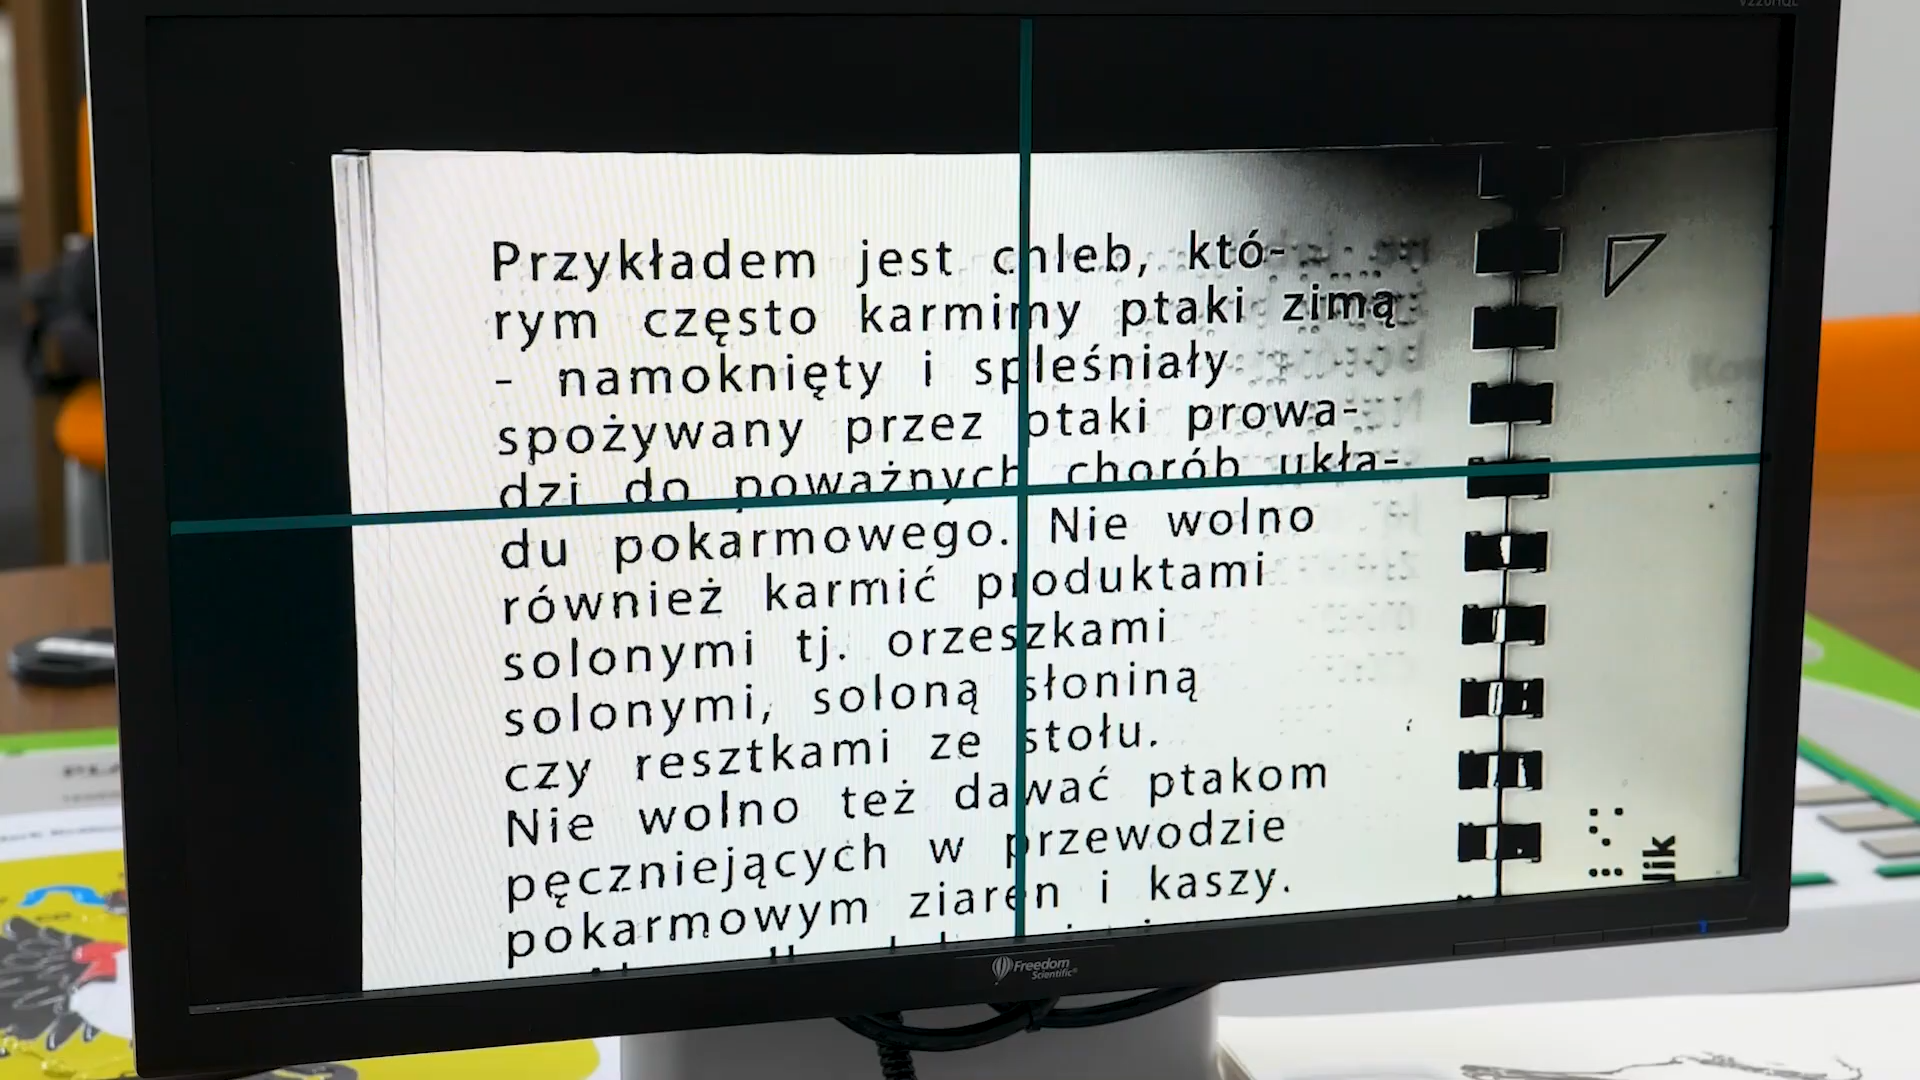 Przykładem jest chleb, któ-
rym często karmimy ptaki zimą
- namoknięty i spleśniały
spożywany przez ptaki prowa-
dzi do poważnych chorób ukła-
du pokarmowego. Nie wolno
również karmić produktami
solonymi tj. orzeszkami
solonymi, soloną słoniną
czy resztkami ze stołu.
Nie wolno też dawać ptakom
pęczniejących w przewodzie
pokarmowym ziaren i kaszy.
Freedom
Scientific